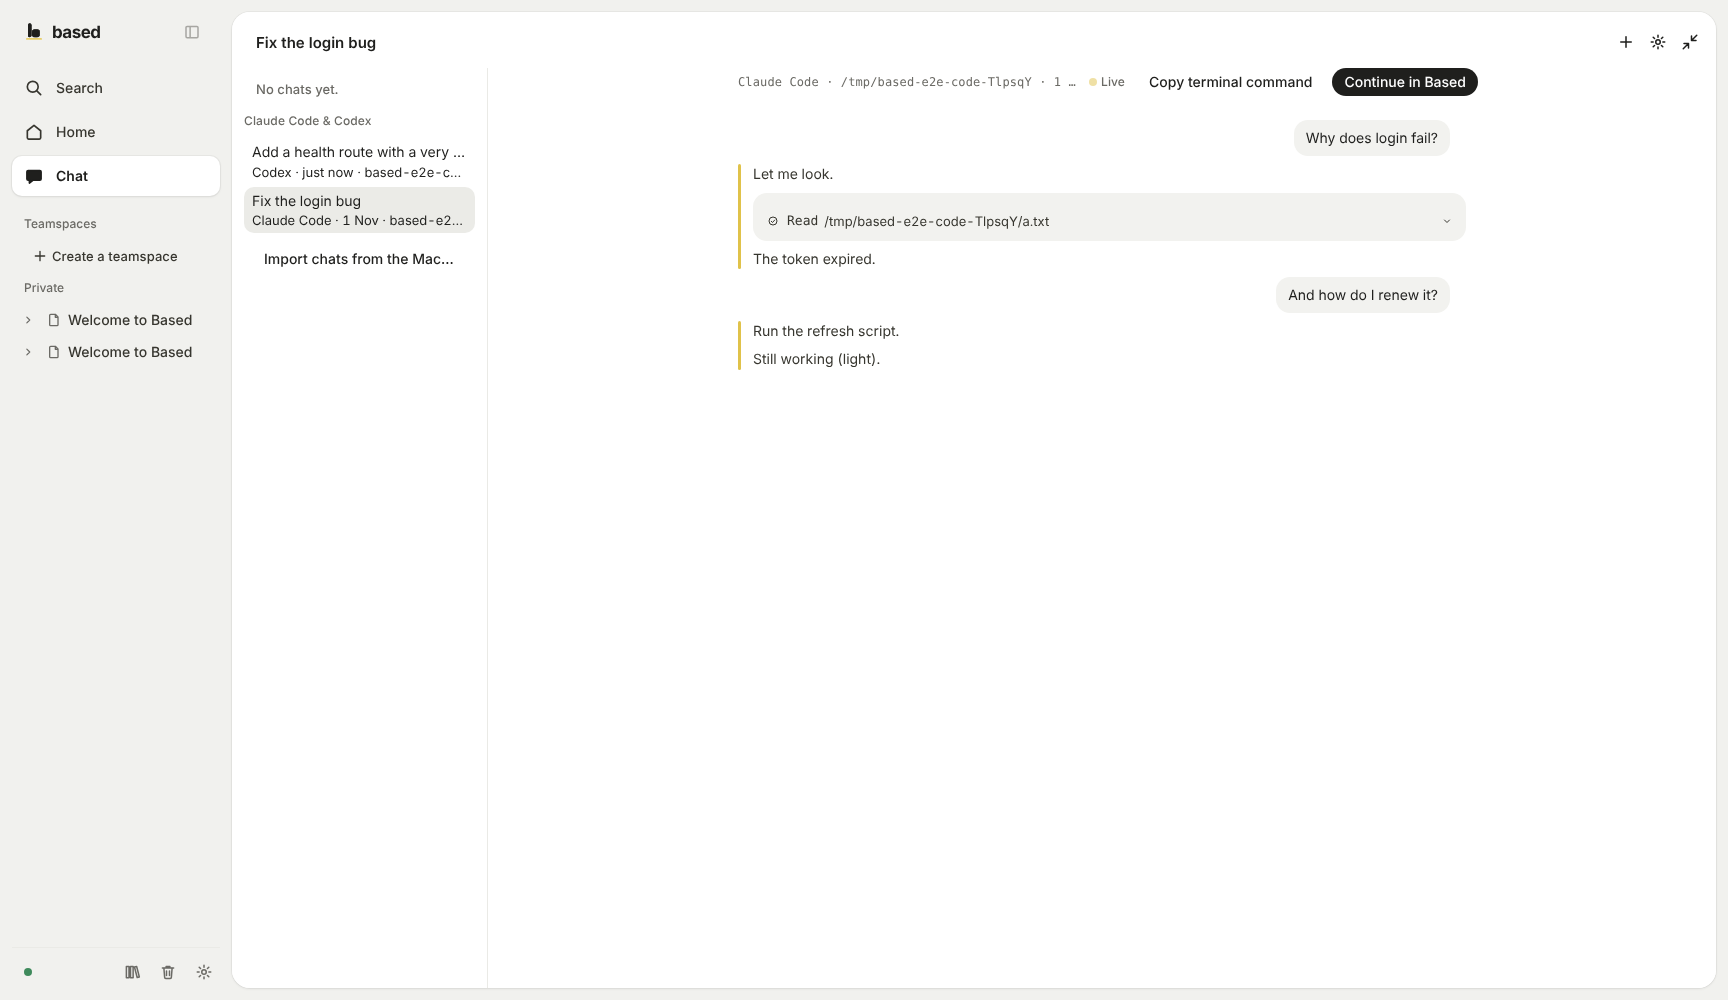 based
Search
Home
Chat
Teamspaces
Create a teamspace
Private
Welcome to Based
Welcome to Based
Fix the login bug
No chats yet.
Claude Code & Codex
Add a health route with a very ...
Codex · just now · based-e2e-c...
Fix the login bug
Claude Code · 1 Nov · based-e2...
Import chats from the Mac...
Claude Code · /tmp/based-e2e-code-TlpsqY · 1 … Live Copy terminal command Continue in Based
Why does login fail?
Let me look.
Read /tmp/based-e2e-code-TlpsqY/a.txt
The token expired.
And how do I renew it?
Run the refresh script.
Still working (light).